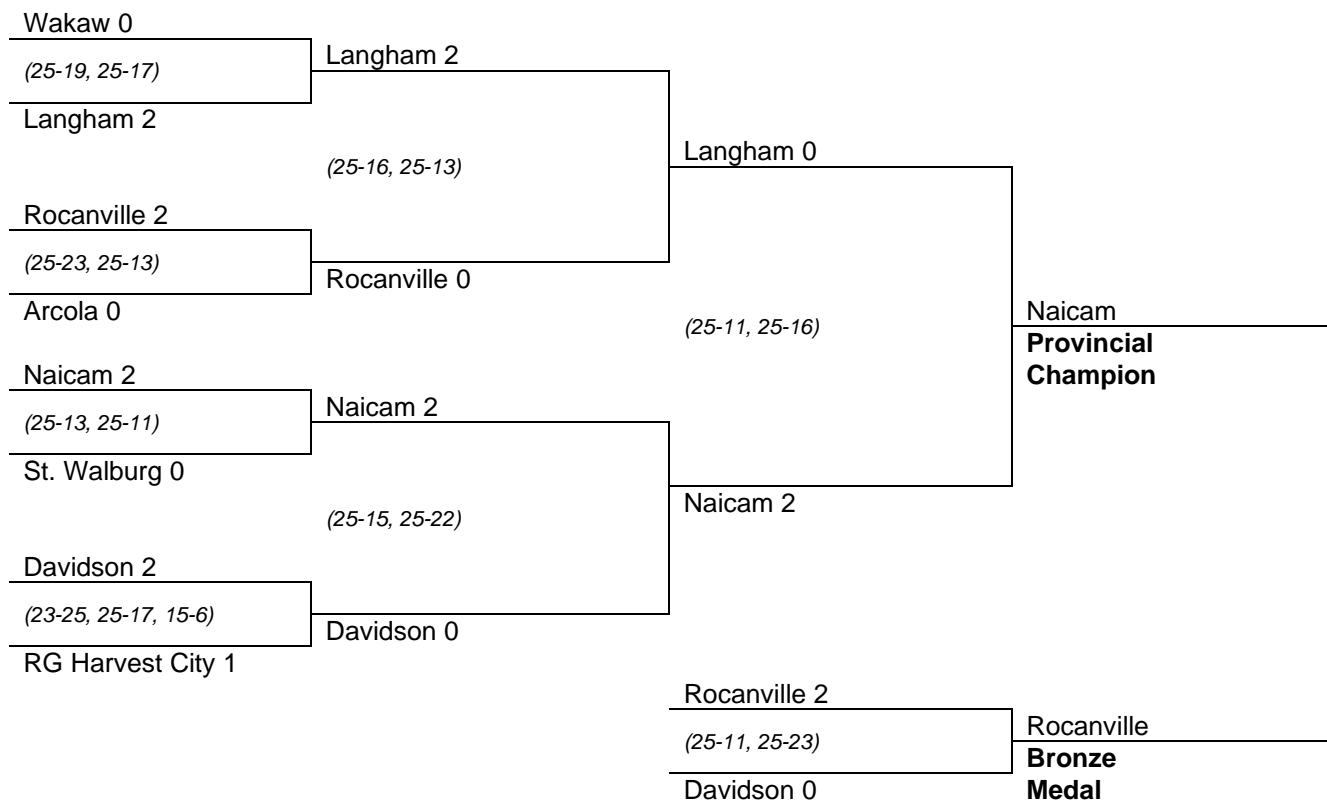 Wakaw 0
(25-19, 25-17)
Langham 2
Langham 2
(25-16, 25-13)
Rocanville 2
(25-23, 25-13)
Arcola 0
Rocanville 0
Langham 0
(25-11, 25-16)
Naicam
Provincial
Champion
Naicam 2
(25-13, 25-11)
St. Walburg 0
Naicam 2
(25-15, 25-22)
Naicam 2
Davidson 2
(23-25, 25-17, 15-6)
RG Harvest City 1
Davidson 0
Rocanville 2
(25-11, 25-23)
Davidson 0
Rocanville
Bronze
Medal